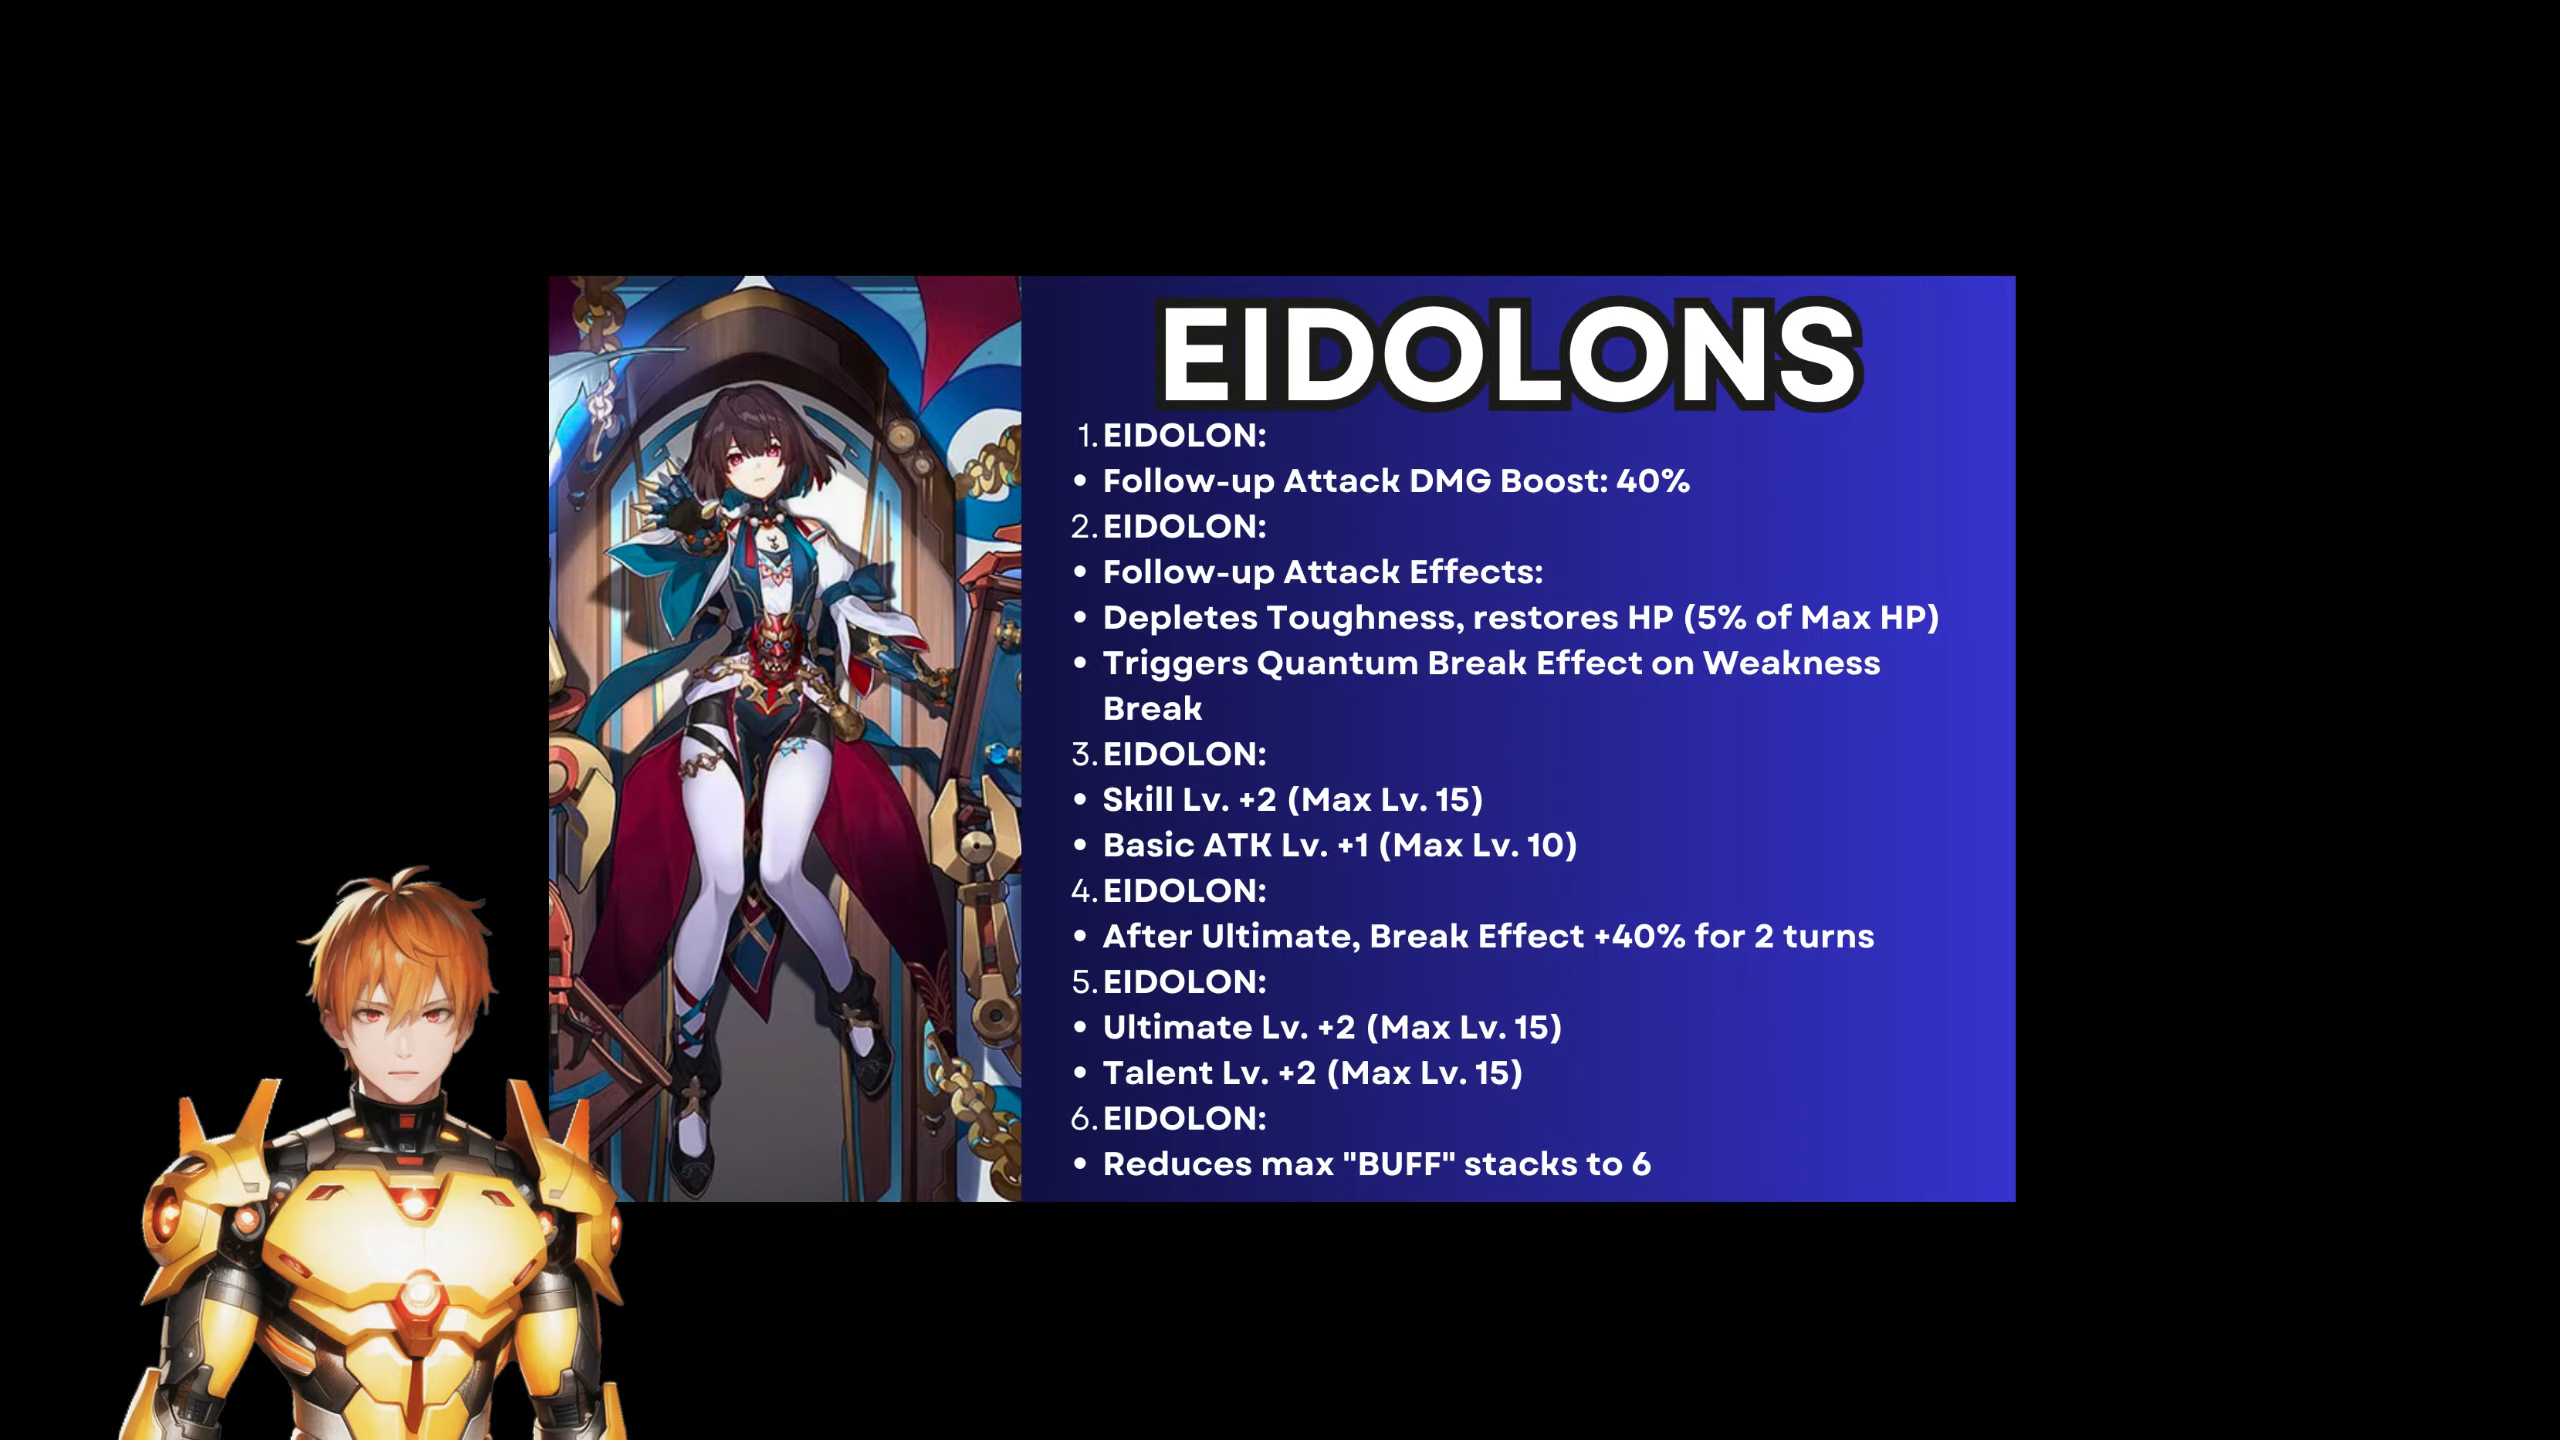 EIDOLONS
1. EIDOLON:
• Follow-up Attack DMG Boost: 40%
2. EIDOLON:
• Follow-up Attack Effects:
• Depletes Toughness, restores HP (5% of Max HP)
• Triggers Quantum Break Effect on Weakness
Break
3. EIDOLON:
• Skill Lv. +2 (Max Lv. 15)
• Basic ATK Lv. +1 (Max Lv. 10)
4. EIDOLON:
• After Ultimate, Break Effect +40% for 2 turns
5. EIDOLON:
• Ultimate Lv. +2 (Max Lv. 15)
• Talent Lv. +2 (Max Lv. 15)
6. EIDOLON:
• Reduces max "BUFF" stacks to 6